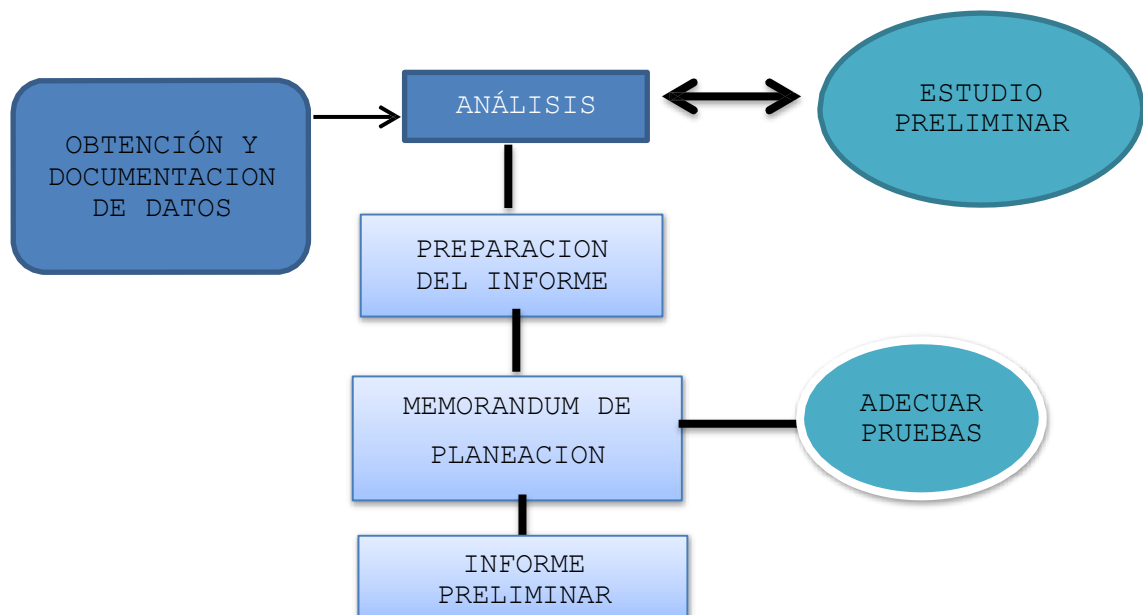 OBTENCIÓN Y
DOCUMENTACION
DE DATOS
ANÁLISIS
ESTUDIO
PRELIMINAR
PREPARACION
DEL INFORME
MEMORANDUM DE
PLANEACION
ADECUAR
PRUEBAS
INFORME
PRELIMINAR